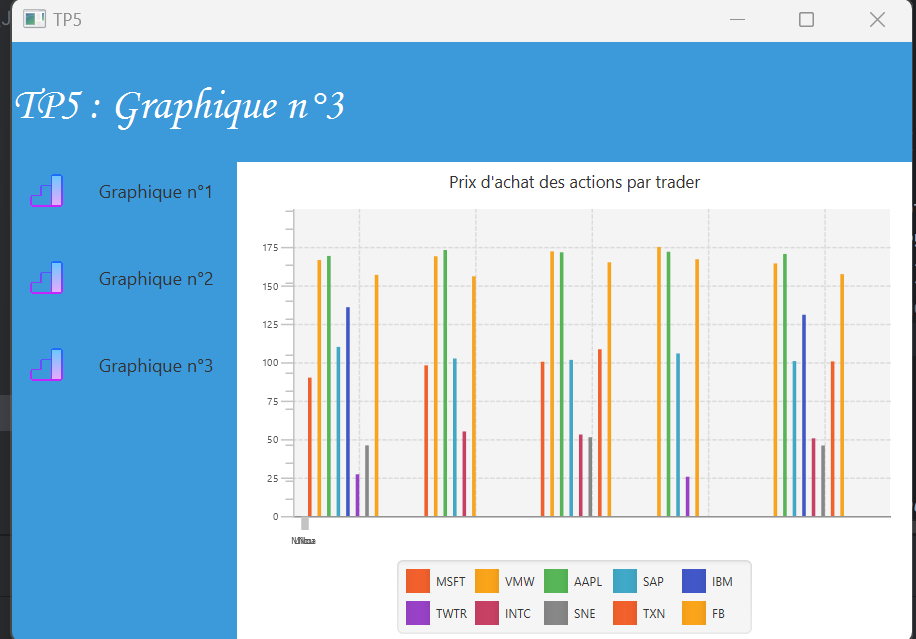 TP5
TP5 : Graphique n°3
Graphique n°1
Graphique n°2
Graphique n°3
Prix d'achat des actions par trader
175
150
125
100
75
50
25
0
MSFT VMW AAPL SAP IBM
TWTR INTC SNE TXN FB